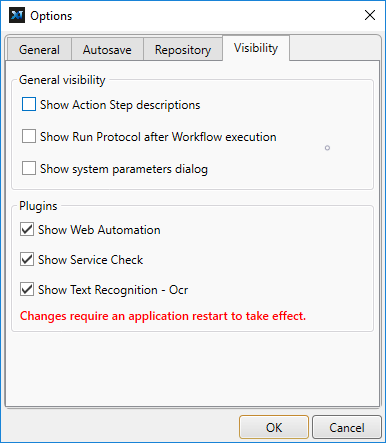 Options
General
Autosave
Repository
Visibility
General visibility
Show Action Step descriptions
Show Run Protocol after Workflow execution
Show system parameters dialog
Plugins
Show Web Automation
Show Service Check
Show Text Recognition - Ocr
Changes require an application restart to take effect.
OK
Cancel